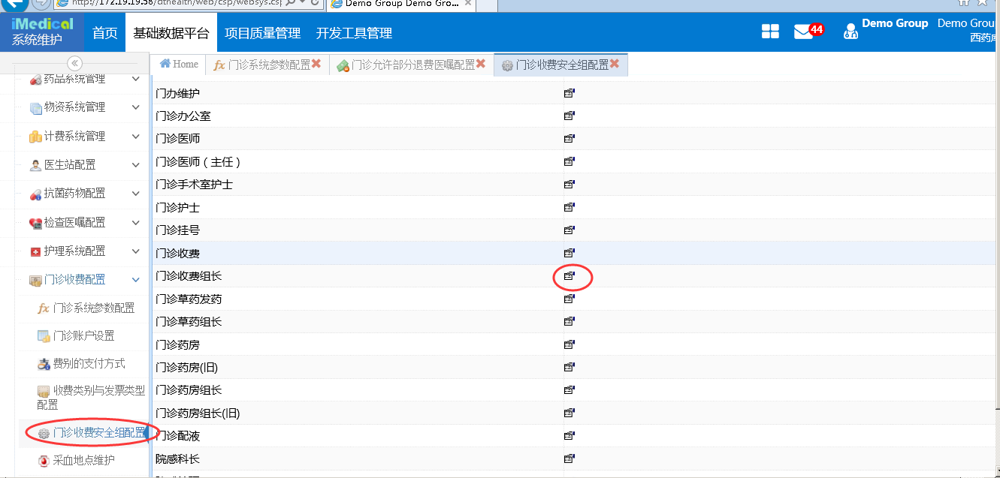 http://172.19.19.58/dthealth/web/csp/websys.csp
Demo Group Demo Gro...
iMedical
系统维护
首页
基础数据平台
项目质量管理
开发工具管理
44
Demo Group
Demo Grou
西药库
Home
门诊系统参数配置
门诊允许部分退费医嘱配置
门诊收费安全组配置
药品系统管理
物资系统管理
计费系统管理
医生站配置
抗菌药物配置
检查医嘱配置
护理系统配置
门诊收费配置
fx 门诊系统参数配置
门诊账户设置
费别的支付方式
收费类别与发票类型
配置
门诊收费安全组配置
采血地点维护
门办维护
门诊办公室
门诊医师
门诊医师（主任）
门诊手术室护士
门诊护士
门诊挂号
门诊收费
门诊收费组长
门诊草药发药
门诊草药组长
门诊药房
门诊药房(旧)
门诊药房组长
门诊药房组长(旧)
门诊配液
院感科长